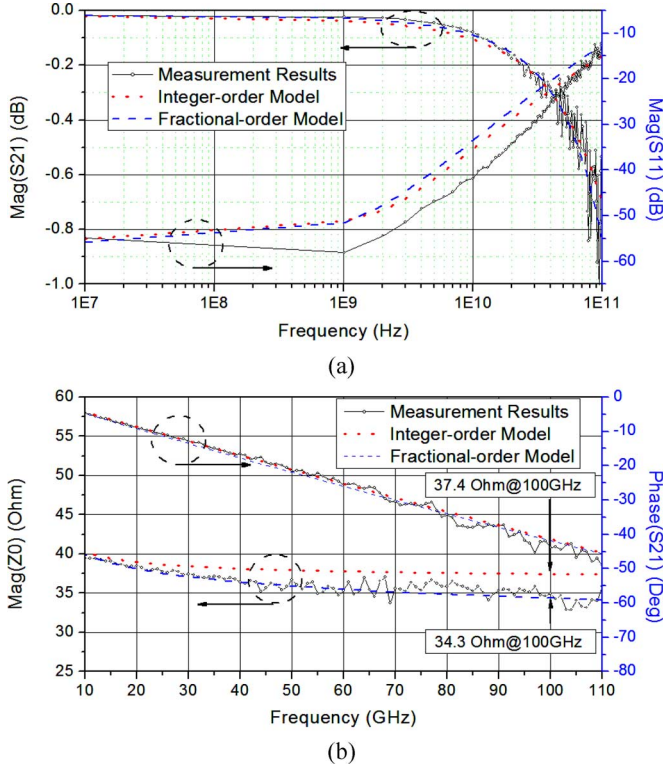 0.0
-0.2
-0.4
-0.6
-0.8
-1.0
Mag(S21) (dB)
Measurement Results
Integer-order Model
Fractional-order Model
-5
-10
-20
-30
-40
-50
-60
Mag(S11) (dB)
1E7 1E8 1E9 1E10 1E11
Frequency (Hz)
(a)
60
55
50
45
40
35
30
25
Mag(Z0) (Ohm)
Measurement Results
Integer-order Model
Fractional-order Model
37.4 Ohm@100GHz
34.3 Ohm@100GHz
0
-10
-20
-30
-40
-50
-60
-70
-80
Phase(S21) (Deg)
10 20 30 40 50 60 70 80 90 100 110
Frequency (GHz)
(b)